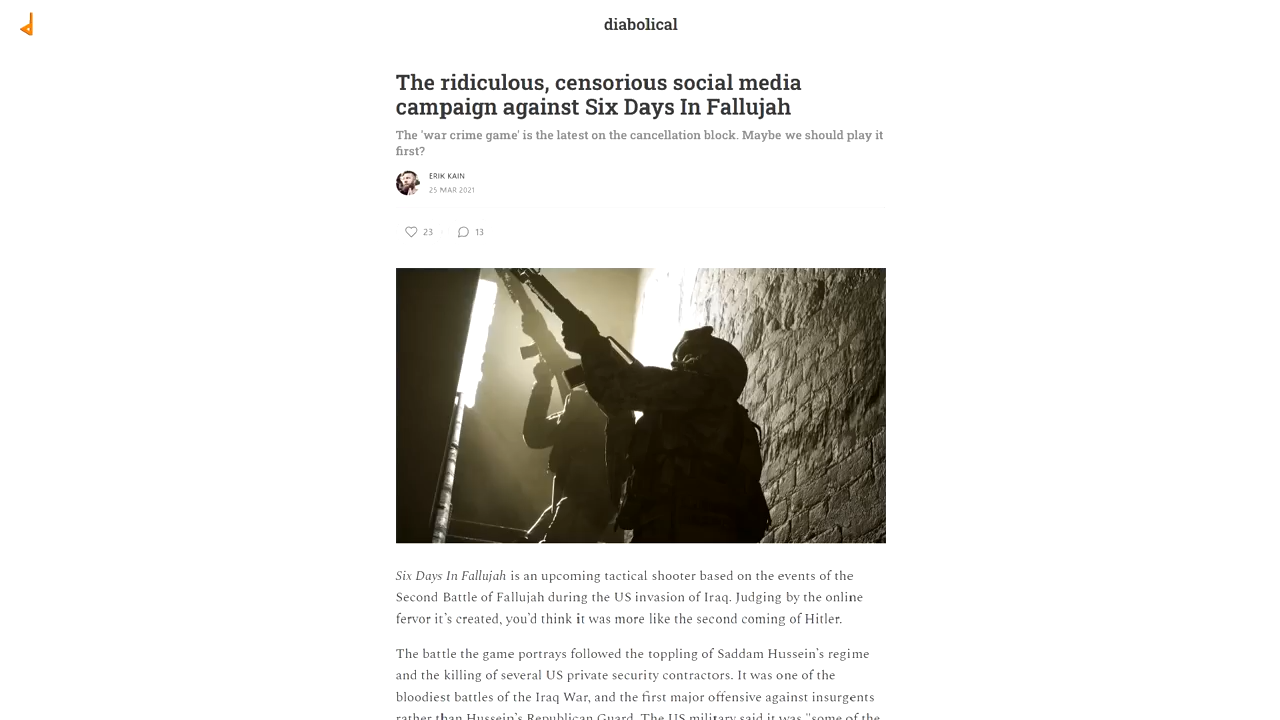 diabolical
The ridiculous, censorious social media
campaign against Six Days In Fallujah
The 'war crime game' is the latest on the cancellation block. Maybe we should play it
first?
ERIK KAIN
25 MAR 2021
23 · 13
Six Days In Fallujah is an upcoming tactical shooter based on the events of the
Second Battle of Fallujah during the US invasion of Iraq. Judging by the online
fervor it's created, you'd think it was more like the second coming of Hitler.
The battle the game portrays followed the toppling of Saddam Hussein's regime
and the killing of several US private security contractors. It was one of the
bloodiest battles of the Iraq War, and the first major offensive against insurgents
rather than Hussein's Republican Guard. The US military said it was "some of the